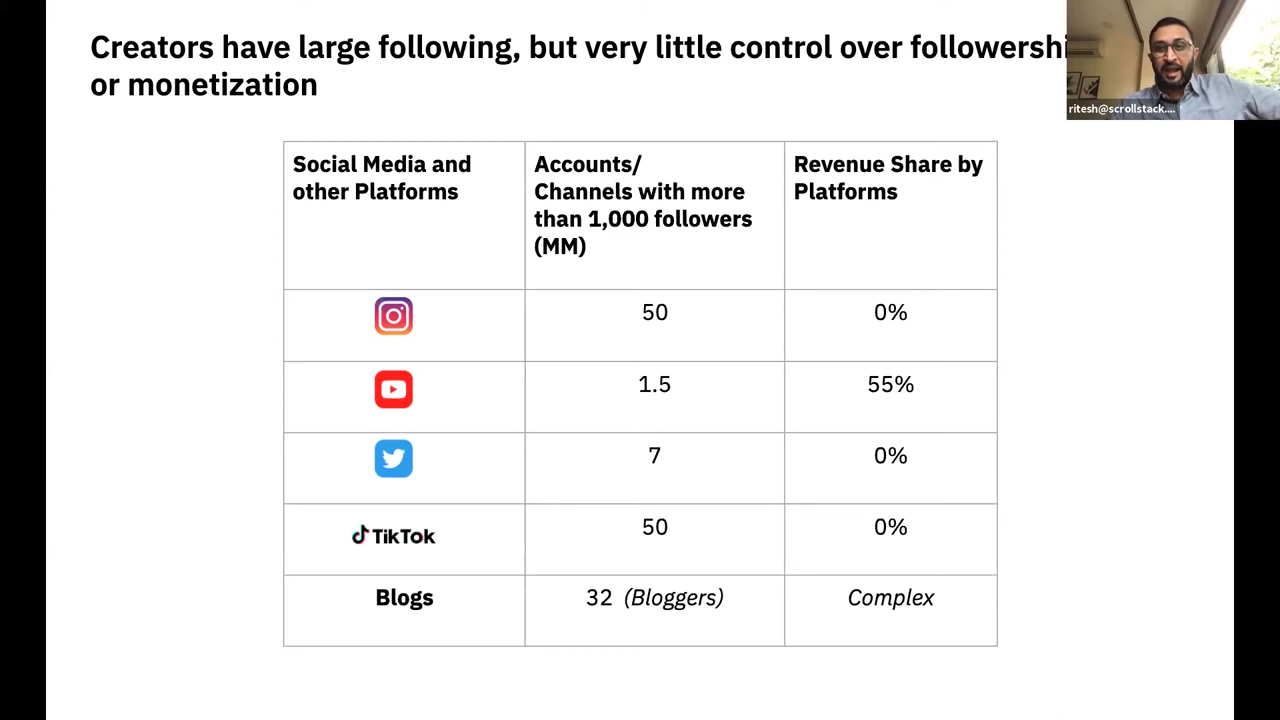 Creators have large following, but very little control over
or monetization
ritesh@scrollstack....
Social Media and
other Platforms
Accounts/
Channels with more
than 1,000 followers
(MM)
Revenue Share by
Platforms
50
0%
1.5
55%
7
0%
TikTok
50
0%
Blogs
32 (Bloggers)
Complex